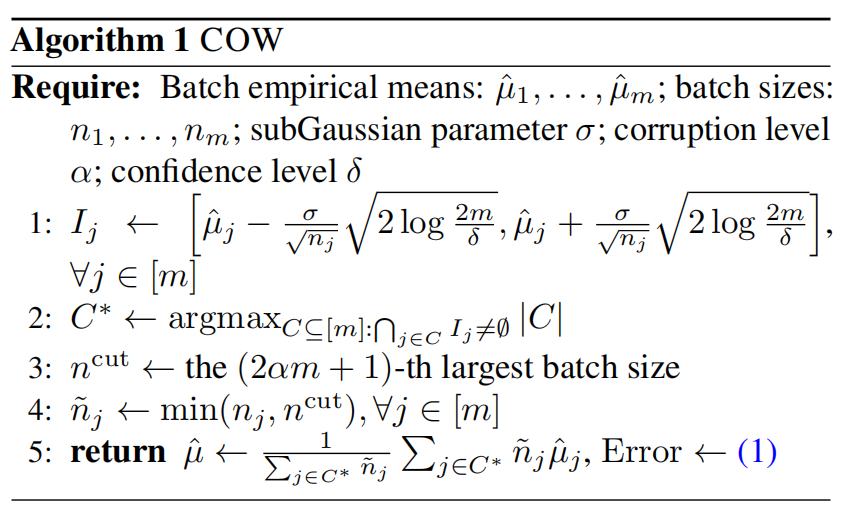 Algorithm 1 COW
Require: Batch empirical means: μ̂₁, . . . , μ̂ₘ; batch sizes:
n₁, . . . , nₘ; subGaussian parameter σ; corruption level
α; confidence level δ
1: Iⱼ ← [μ̂ⱼ − σ/√nⱼ √(2 log 2m/δ), μ̂ⱼ + σ/√nⱼ √(2 log 2m/δ)],
∀j ∈ [m]
2: C* ← argmax_{C⊆[m]:⋂_{j∈C} Iⱼ≠∅} |C|
3: n^cut ← the (2αm + 1)-th largest batch size
4: ñⱼ ← min(nⱼ, n^cut), ∀j ∈ [m]
5: return μ̂ ← 1/∑_{j∈C*} ñⱼ ∑_{j∈C*} ñⱼμ̂ⱼ, Error ← (1)